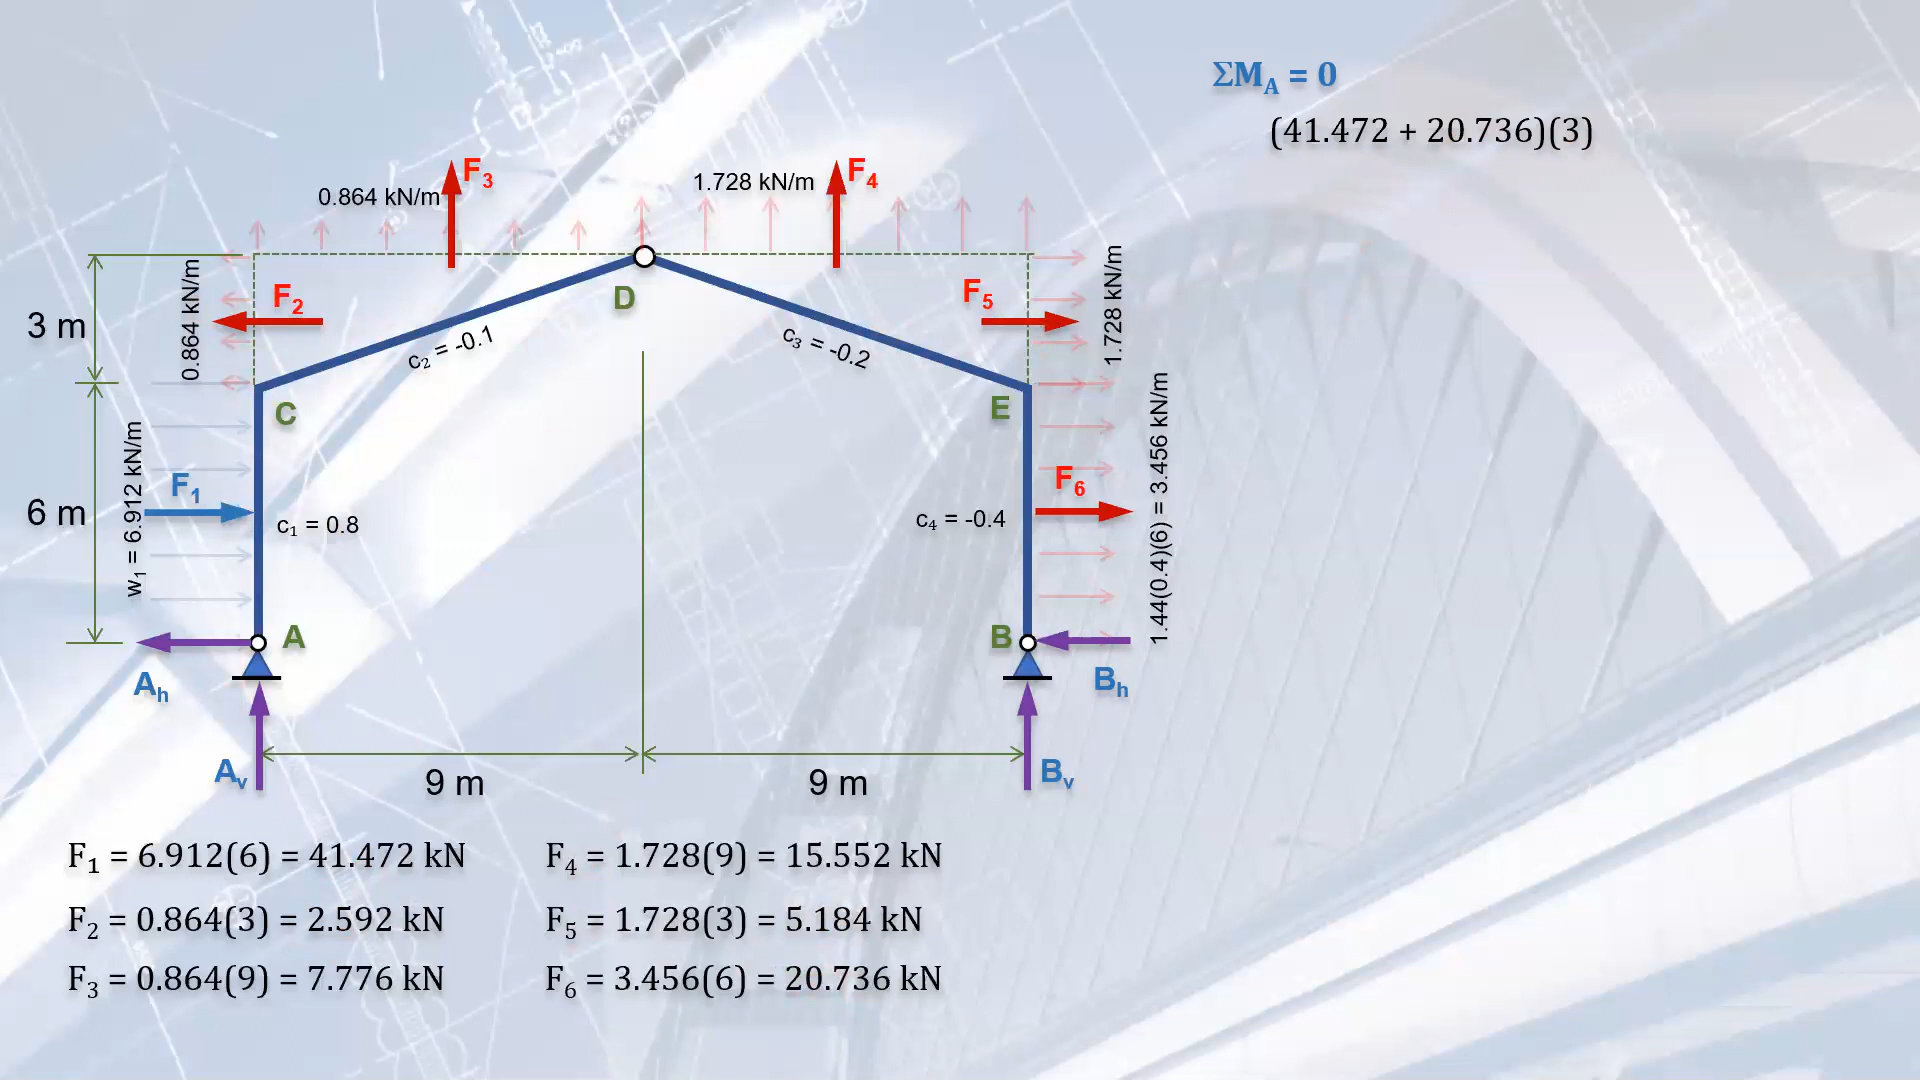 ΣM_A = 0
(41.472 + 20.736)(3)
F₃
F₄
0.864 kN/m
1.728 kN/m
0.864 kN/m
F₂
D
F₅
1.728 kN/m
3 m
c₂ = -0.1
c₃ = -0.2
C
E
w₁ = 6.912 kN/m
F₁
F₆
1.44(0.4)(6) = 3.456 kN/m
6 m
c₁ = 0.8
c₄ = -0.4
A
B
A_h
B_h
A_v
9 m
9 m
B_v
F₁ = 6.912(6) = 41.472 kN
F₂ = 0.864(3) = 2.592 kN
F₃ = 0.864(9) = 7.776 kN
F₄ = 1.728(9) = 15.552 kN
F₅ = 1.728(3) = 5.184 kN
F₆ = 3.456(6) = 20.736 kN